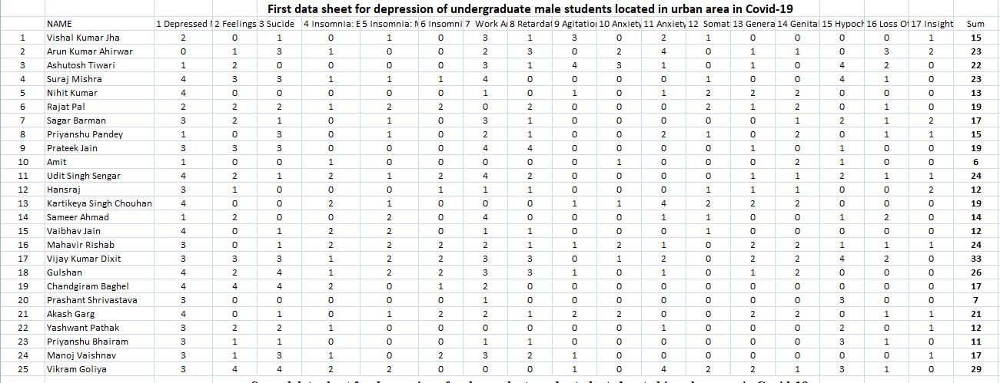 First data sheet for depression of undergraduate male students located in urban area in Covid-19
NAME 1 Depressed 2 Feelings 3 Sucide 4 Insomnia: E 5 Insomnia: 6 Insomni 7 Work A 8 Retarda 9 Agitatio 10 Anxiety 11 Anxiety 12 Somat 13 Genera 14 Genital 15 Hypoch 16 Loss O 17 Insight Sum
1 Vishal Kumar Jha 2 0 1 0 1 0 3 1 3 0 2 1 0 0 0 0 1 15
2 Arun Kumar Ahirwar 0 1 3 1 0 0 2 3 0 2 4 0 1 1 0 3 2 23
3 Ashutosh Tiwari 1 2 0 0 0 0 3 1 4 3 1 0 1 0 4 2 0 22
4 Suraj Mishra 4 3 3 1 1 1 4 0 0 0 0 1 0 0 4 1 0 23
5 Nihit Kumar 4 0 0 0 0 0 1 0 1 0 1 2 2 2 0 0 0 13
6 Rajat Pal 2 2 2 1 2 2 0 2 0 0 0 2 1 2 0 1 0 19
7 Sagar Barman 3 2 1 0 1 0 3 1 0 0 0 0 0 1 2 1 2 17
8 Priyanshu Pandey 1 0 3 0 1 0 2 1 0 0 2 1 0 2 0 1 1 15
9 Prateek Jain 3 3 3 0 0 0 4 4 0 0 0 0 1 0 1 0 0 19
10 Amit 1 0 0 1 0 0 0 0 0 1 0 0 0 2 1 0 0 6
11 Udit Singh Sengar 4 2 1 2 1 2 4 2 0 0 0 0 1 1 2 1 1 24
12 Hansraj 3 1 0 0 0 1 1 1 0 0 0 1 1 1 0 0 2 12
13 Kartikeya Singh Chouhan 4 0 0 2 1 0 0 0 1 1 4 2 2 2 0 0 0 19
14 Sameer Ahmad 1 2 0 0 2 0 4 0 0 0 1 1 0 0 1 2 0 14
15 Vaibhav Jain 4 0 1 2 2 0 1 1 0 0 0 1 0 0 0 0 0 12
16 Mahavir Rishab 3 0 1 2 2 2 2 1 1 2 1 0 2 2 1 1 1 24
17 Vijay Kumar Dixit 3 3 3 1 2 2 3 3 0 1 2 0 2 2 4 2 0 33
18 Gulshan 4 2 4 1 2 2 3 3 1 0 1 0 1 2 0 0 0 26
19 Chandgiram Baghel 4 4 4 2 0 1 2 0 0 0 0 0 0 0 0 0 0 17
20 Prashant Shrivastava 3 0 0 0 0 0 1 0 0 0 0 0 0 0 3 0 0 7
21 Akash Garg 4 0 1 0 1 2 2 1 2 2 0 0 2 2 0 1 1 21
22 Yashwant Pathak 3 2 2 1 0 0 0 0 0 0 1 0 0 0 2 0 1 12
23 Priyanshu Bhairam 3 1 1 0 0 0 1 1 0 0 0 0 0 0 3 1 0 11
24 Manoj Vaishnav 3 1 3 1 0 2 3 2 1 0 0 0 0 0 0 0 1 17
25 Vikram Goliya 3 4 4 2 2 0 0 0 1 0 4 2 2 1 3 1 0 29